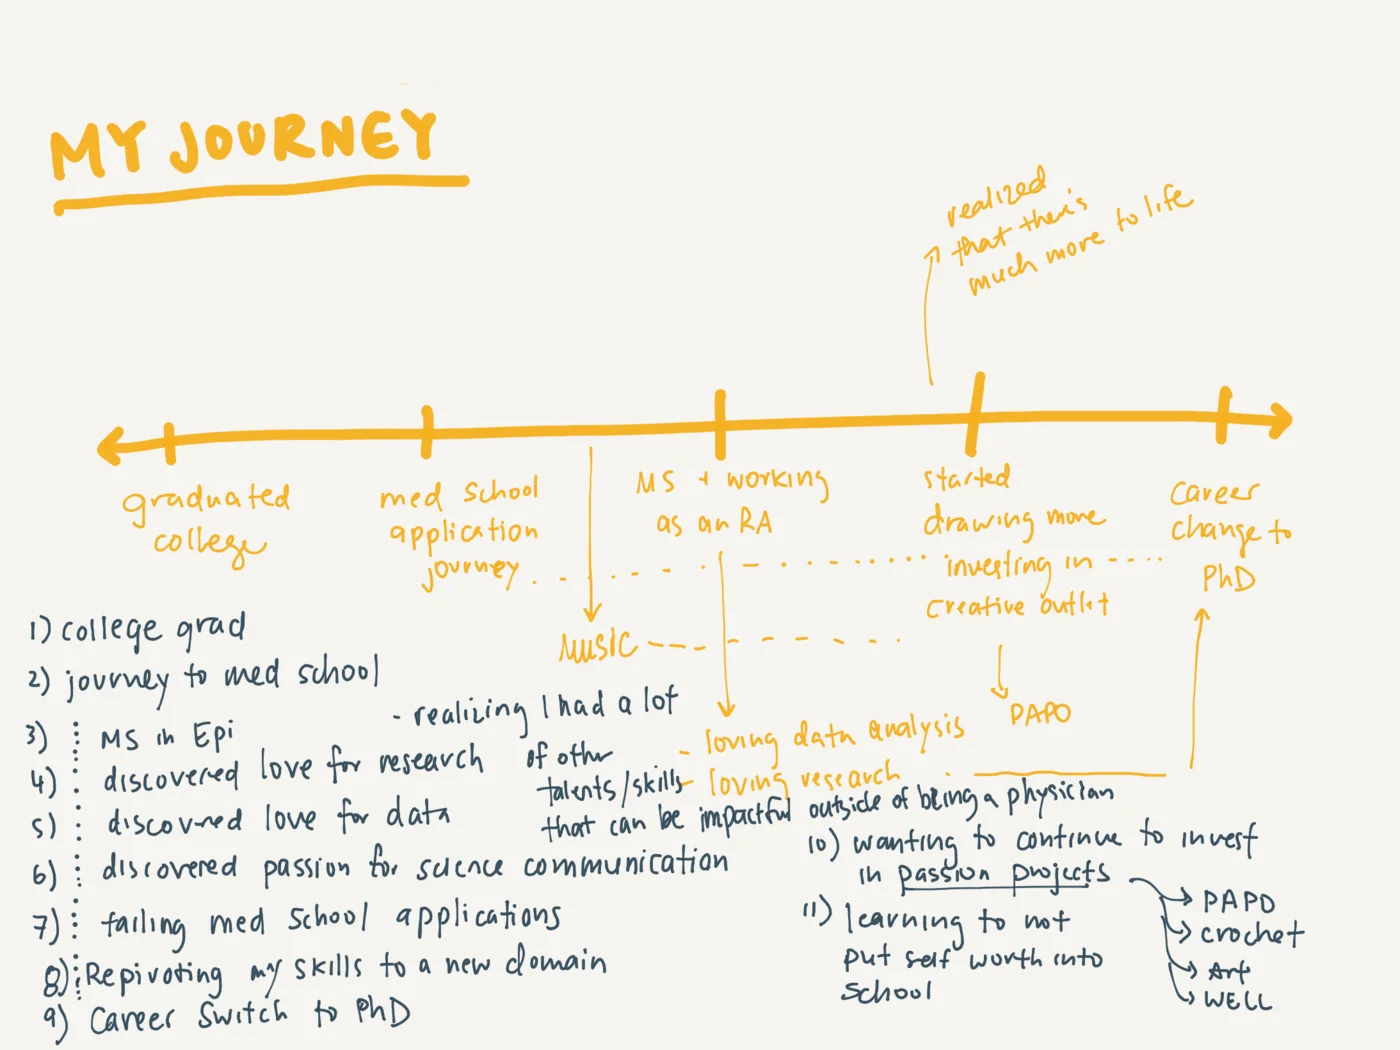 MY JOURNEY
realized
that there's
much more to life
graduated
college
med school
application
journey
MUSIC
MS + working
as an RA
- loving data analysis
- loving research
started
drawing more
investing in
creative outlet
PAPO
career
change to
PhD
1) college grad
2) journey to med school
3) MS in Epi
4) discovered love for research
5) discovered love for data
6) discovered passion for science communication
7) failing med school applications
8) Repivoting my skills to a new domain
9) Career Switch to PhD
- realizing I had a lot
of other
talents/skills
that can be impactful outside of being a physician
10) wanting to continue to invest
in passion projects
PAPO
crochet
Art
WELL
11) learning to not
put self worth into
school